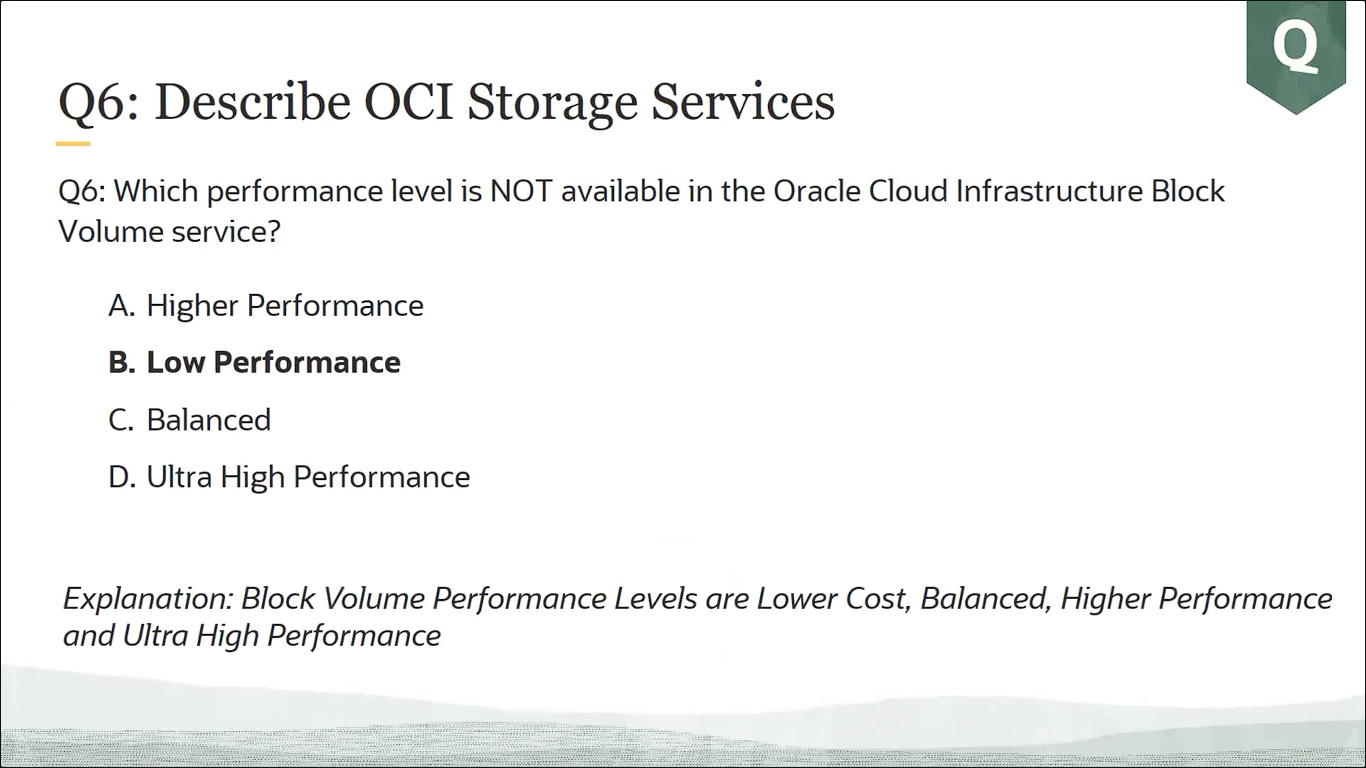 Q
Q6: Describe OCI Storage Services
Q6: Which performance level is NOT available in the Oracle Cloud Infrastructure Block
Volume service?
A. Higher Performance
B. Low Performance
C. Balanced
D. Ultra High Performance
Explanation: Block Volume Performance Levels are Lower Cost, Balanced, Higher Performance
and Ultra High Performance